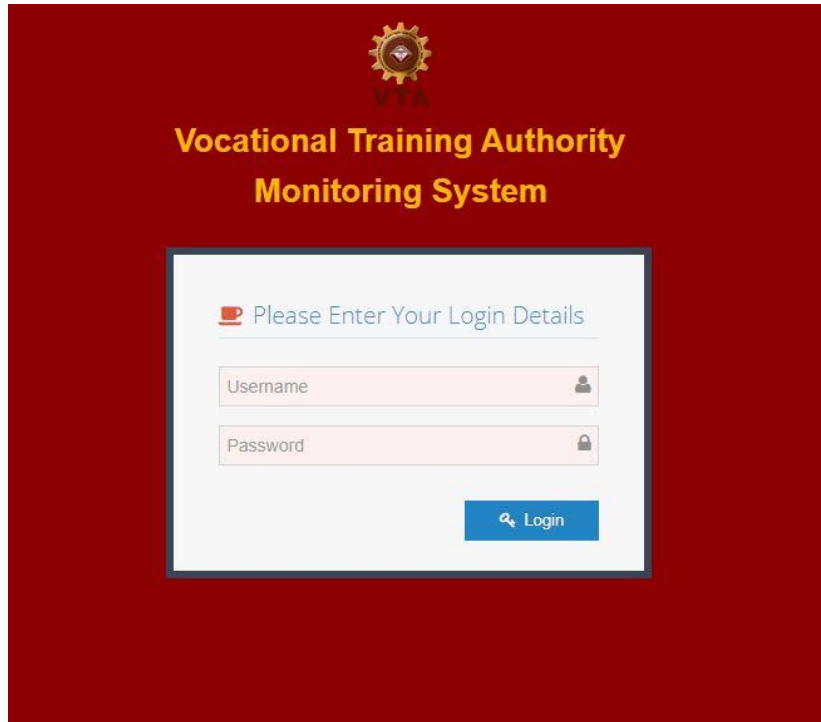 VTA
Vocational Training Authority
Monitoring System
Please Enter Your Login Details
Username
Password
Login